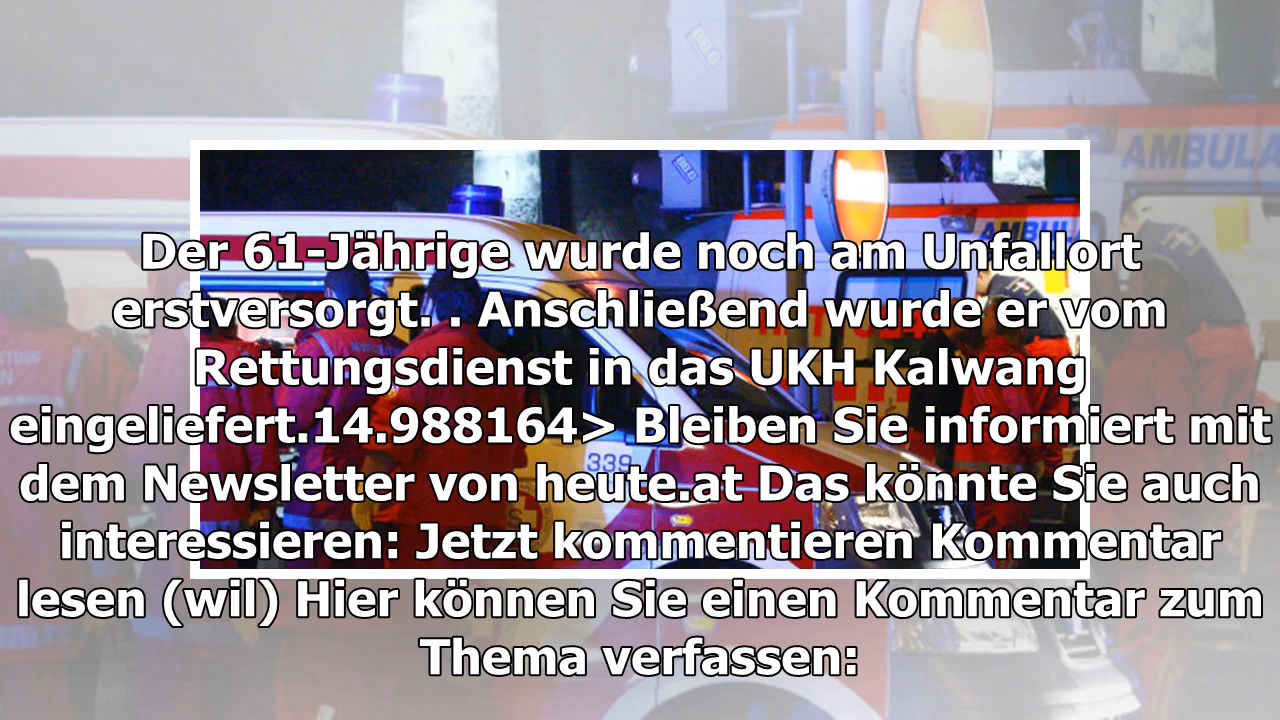 Der 61-Jährige wurde noch am Unfallort
erstversorgt. . Anschließend wurde er vom
Rettungsdienst in das UKH Kalwang
eingeliefert.14.988164> Bleiben Sie informiert mit
dem Newsletter von heute.at Das könnte Sie auch
interessieren: Jetzt kommentieren Kommentar
lesen (wil) Hier können Sie einen Kommentar zum
Thema verfassen:
339